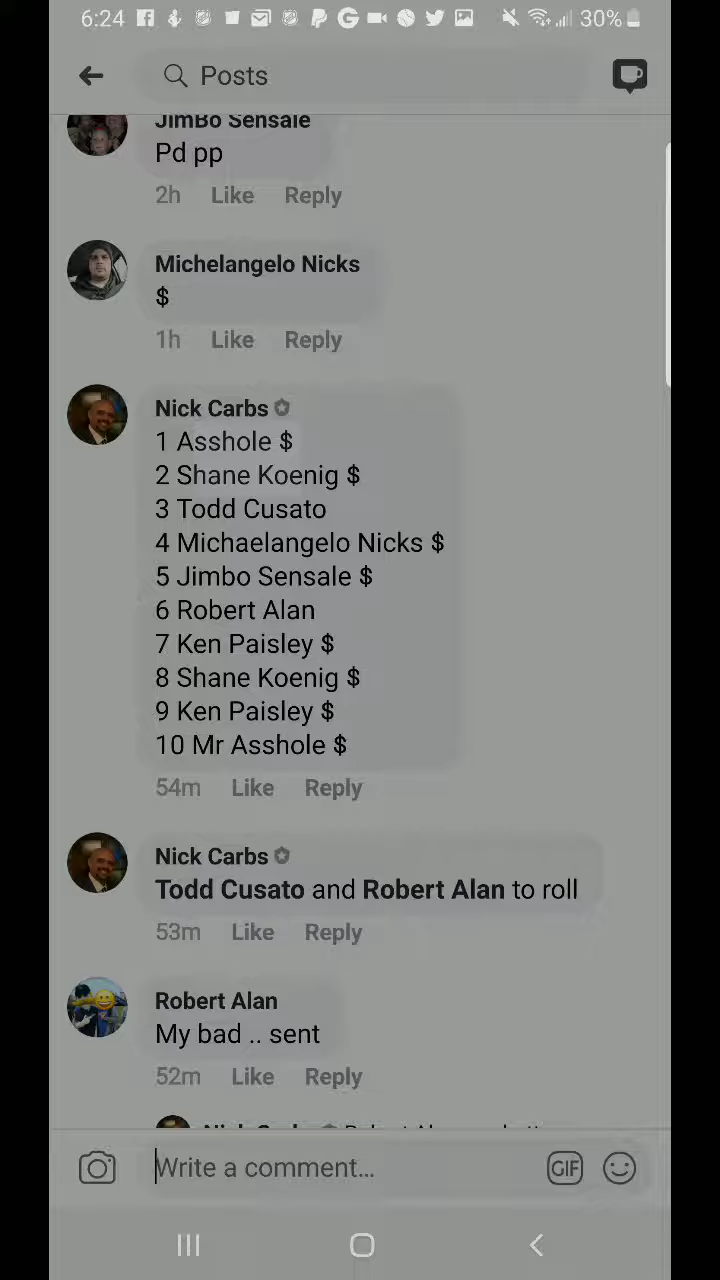 6:24
30%
Posts
JimBo Sensale
Pd pp
2h Like Reply
Michelangelo Nicks
$
1h Like Reply
Nick Carbs
1 Asshole $
2 Shane Koenig $
3 Todd Cusato
4 Michaelangelo Nicks $
5 Jimbo Sensale $
6 Robert Alan
7 Ken Paisley $
8 Shane Koenig $
9 Ken Paisley $
10 Mr Asshole $
54m Like Reply
Nick Carbs
Todd Cusato and Robert Alan to roll
53m Like Reply
Robert Alan
My bad .. sent
52m Like Reply
Write a comment...
GIF